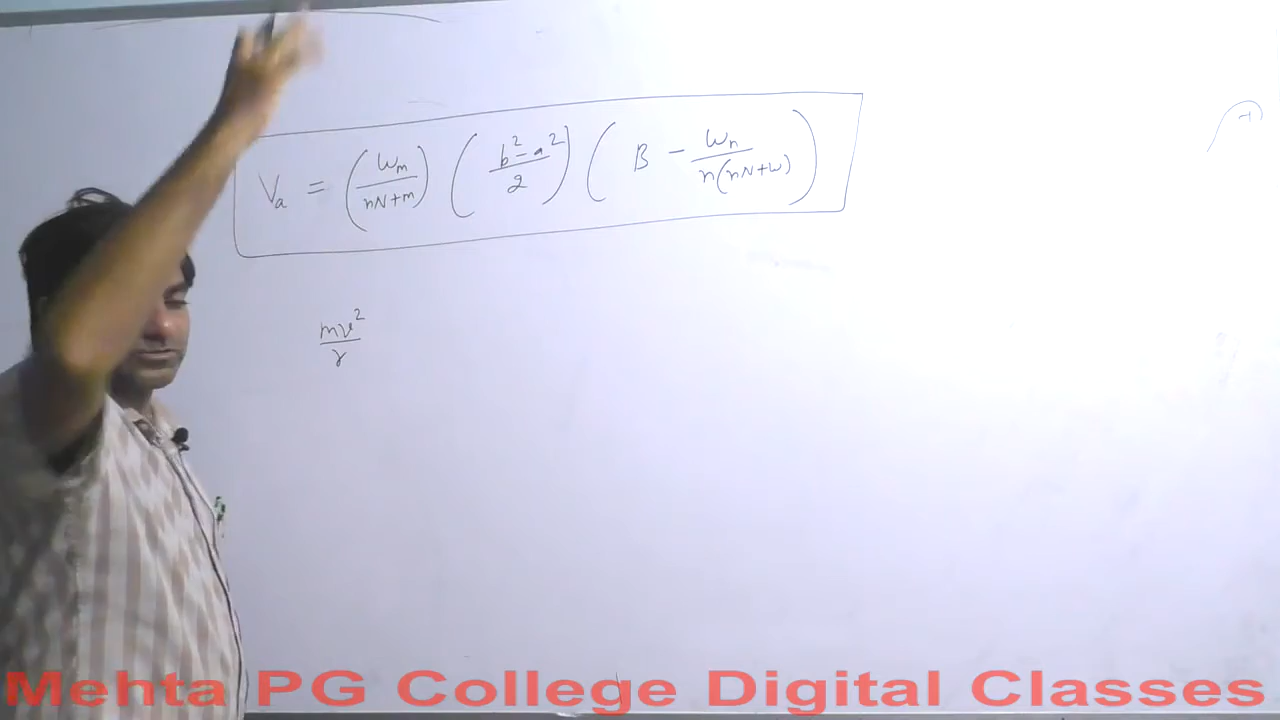 Vₐ = (ωₘ/(nN+m)) ((b²-a²)/2) (B - ωₙ/(n(nN+ω)))
mv²/r
Mehta PG College Digital Classes